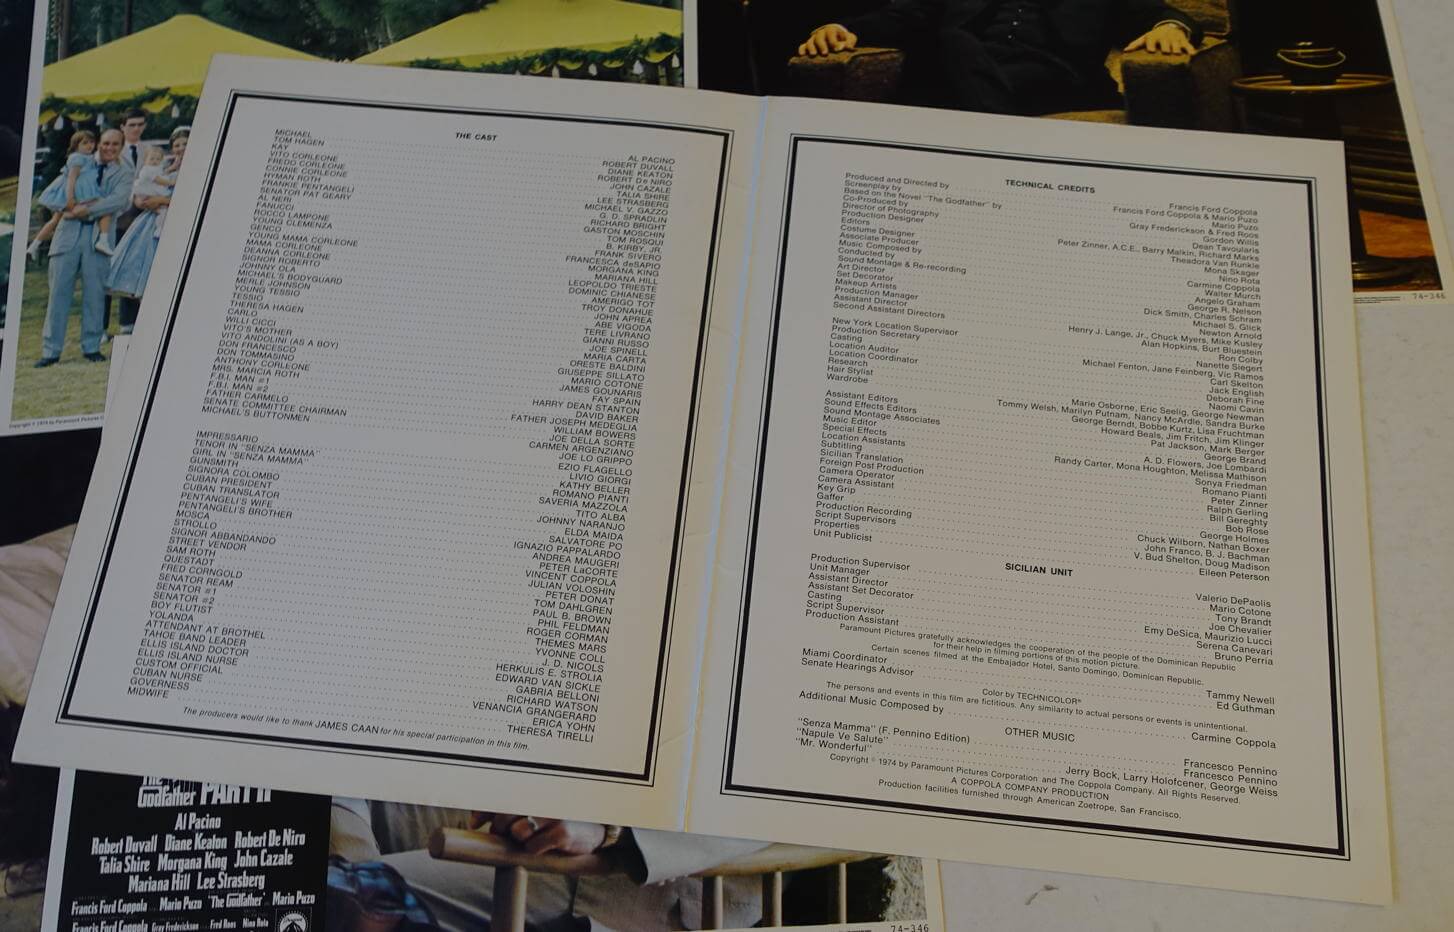 THE CAST
MICHAEL AL PACINO
TOM HAGEN ROBERT DUVALL
KAY DIANE KEATON
VITO CORLEONE ROBERT De NIRO
FREDO CORLEONE JOHN CAZALE
CONNIE CORLEONE TALIA SHIRE
HYMAN ROTH LEE STRASBERG
FRANKIE PENTANGELI MICHAEL V. GAZZO
SENATOR PAT GEARY G. D. SPRADLIN
AL NERI RICHARD BRIGHT
FANUCCI GASTON MOSCHIN
ROCCO LAMPONE TOM ROSQUI
YOUNG CLEMENZA B. KIRBY, JR.
GENCO FRANK SIVERO
YOUNG MAMA CORLEONE FRANCESCA deSAPIO
MAMA CORLEONE MORGANA KING
DEANNA CORLEONE MARIANA HILL
SIGNOR ROBERTO LEOPOLDO TRIESTE
JOHNNY OLA DOMINIC CHIANESE
MICHAEL'S BODYGUARD AMERIGO TOT
MERLE JOHNSON TROY DONAHUE
YOUNG TESSIO JOHN APREA
TESSIO ABE VIGODA
THERESA HAGEN TERE LIVRANO
CARLO GIANNI RUSSO
WILLI CICCI JOE SPINELL
VITO'S MOTHER MARIA CARTA
VITO ANDOLINI (AS A BOY) ORESTE BALDINI
DON FRANCESCO GIUSEPPE SILLATO
DON TOMMASINO MARIO COTONE
ANTHONY CORLEONE JAMES GOUNARIS
MRS. MARCIA ROTH FAY SPAIN
F.B.I. MAN #1 HARRY DEAN STANTON
F.B.I. MAN #2 DAVID BAKER
FATHER CARMELO FATHER JOSEPH MEDEGLIA
SENATE COMMITTEE CHAIRMAN WILLIAM BOWERS
MICHAEL'S BUTTONMEN JOE DELLA SORTE
CARMEN ARGENZIANO
JOE LO GRIPPO
IMPRESSARIO EZIO FLAGELLO
TENOR IN "SENZA MAMMA" LIVIO GIORGI
GIRL IN "SENZA MAMMA" KATHY BELLER
GUNSMITH ROMANO PIANTI
SIGNORA COLOMBO SAVERIA MAZZOLA
CUBAN PRESIDENT TITO ALBA
CUBAN TRANSLATOR JOHNNY NARANJO
PENTANGELI'S WIFE ELDA MAIDA
PENTANGELI'S BROTHER SALVATORE PO
MOSCA IGNAZIO PAPPALARDO
STROLLO ANDREA MAUGERI
SIGNOR ABBANDANDO PETER LaCORTE
STREET VENDOR VINCENT COPPOLA
SAM ROTH JULIAN VOLOSHIN
QUESTADT PETER DONAT
FRED CORNGOLD TOM DAHLGREN
SENATOR REAM PAUL B. BROWN
SENATOR #1 PHIL FELDMAN
SENATOR #2 ROGER CORMAN
BOY FLUTIST THEMES MARS
YOLANDA YVONNE COLL
ATTENDANT AT BROTHEL J. D. NICOLS
TAHOE BAND LEADER HERKULIS E. STROLIA
ELLIS ISLAND DOCTOR EDWARD VAN SICKLE
ELLIS ISLAND NURSE GABRIA BELLONI
CUSTOM OFFICIAL RICHARD WATSON
CUBAN NURSE VENANCIA GRANGERARD
GOVERNESS ERICA YOHN
MIDWIFE THERESA TIRELLI
The producers would like to thank JAMES CAAN for his special participation in this film.
TECHNICAL CREDITS
Produced and Directed by Francis Ford Coppola
Screenplay by Francis Ford Coppola & Mario Puzo
Based on the Novel "The Godfather" by Mario Puzo
Co-Produced by Gray Frederickson & Fred Roos
Director of Photography Gordon Willis
Production Designer Dean Tavoularis
Editors Peter Zinner, A.C.E., Barry Malkin, Richard Marks
Costume Designer Theadora Van Runkle
Associate Producer Mona Skager
Music Composed by Nino Rota
Conducted by Carmine Coppola
Sound Montage & Re-recording Walter Murch
Art Director Angelo Graham
Set Decorator George R. Nelson
Makeup Artists Dick Smith, Charles Schram
Production Manager Michael S. Glick
Assistant Director Newton Arnold
Second Assistant Directors Henry J. Lange, Jr., Chuck Myers, Mike Kusley
Alan Hopkins, Burt Bluestein
New York Location Supervisor Ron Colby
Production Secretary Nanette Siegert
Casting Michael Fenton, Jane Feinberg, Vic Ramos
Location Auditor Carl Skelton
Location Coordinator Jack English
Research Deborah Fine
Hair Stylist Naomi Cavin
Wardrobe Marie Osborne, Eric Seelig, George Newman
Tommy Welsh, Marilyn Putnam, Nancy McArdle, Sandra Burke
Assistant Editors George Berndt, Bobbe Kurtz, Lisa Fruchtman
Sound Effects Editors Howard Beals, Jim Fritch, Jim Klinger
Sound Montage Associates Pat Jackson, Mark Berger
Music Editor George Brand
Special Effects A. D. Flowers, Joe Lombardi
Location Assistants Randy Carter, Mona Houghton, Melissa Mathison
Subtitling Sonya Friedman
Sicilian Translation Romano Pianti
Foreign Post Production Peter Zinner
Camera Operator Ralph Gerling
Camera Assistant Bill Gereghty
Key Grip Bob Rose
Gaffer George Holmes
Production Recording Chuck Wilborn, Nathan Boxer
Script Supervisors John Franco, B. J. Bachman
Properties V. Bud Shelton, Doug Madison
Unit Publicist Eileen Peterson
SICILIAN UNIT
Production Supervisor Valerio DePaolis
Unit Manager Mario Cotone
Assistant Director Tony Brandt
Assistant Set Decorator Joe Chevalier
Casting Emy DeSica, Maurizio Lucci
Script Supervisor Serena Canevari
Production Assistant Bruno Perria
Paramount Pictures gratefully acknowledges the cooperation of the people of the Dominican Republic
for their help in filming portions of this motion picture.
Certain scenes filmed at the Embajador Hotel, Santo Domingo, Dominican Republic.
Miami Coordinator Tammy Newell
Senate Hearings Advisor Ed Guthman
Color by TECHNICOLOR®
The persons and events in this film are fictitious. Any similarity to actual persons or events is unintentional.
Additional Music Composed by Carmine Coppola
OTHER MUSIC
"Senza Mamma" (F. Pennino Edition) Francesco Pennino
"Napule Ve Salute" Francesco Pennino
"Mr. Wonderful" Jerry Bock, Larry Holofcener, George Weiss
Copyright © 1974 by Paramount Pictures Corporation and The Coppola Company. All Rights Reserved.
A COPPOLA COMPANY PRODUCTION
Production facilities furnished through American Zoetrope, San Francisco.
74-346
The Godfather PART II
Al Pacino
Robert Duvall Diane Keaton Robert De Niro
Talia Shire Morgana King John Cazale
Mariana Hill Lee Strasberg
Francis Ford Coppola Mario Puzo "The Godfather" Mario Puzo
Francis Ford Coppola Gray Frederickson Fred Roos Nino Rota
74-346